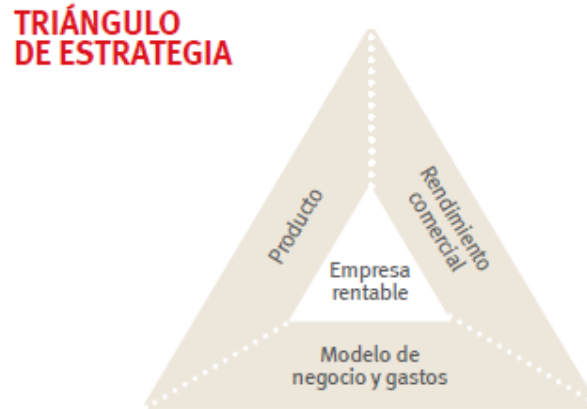 TRIÁNGULO
DE ESTRATEGIA
Producto
Rendimiento
comercial
Empresa
rentable
Modelo de
negocio y gastos